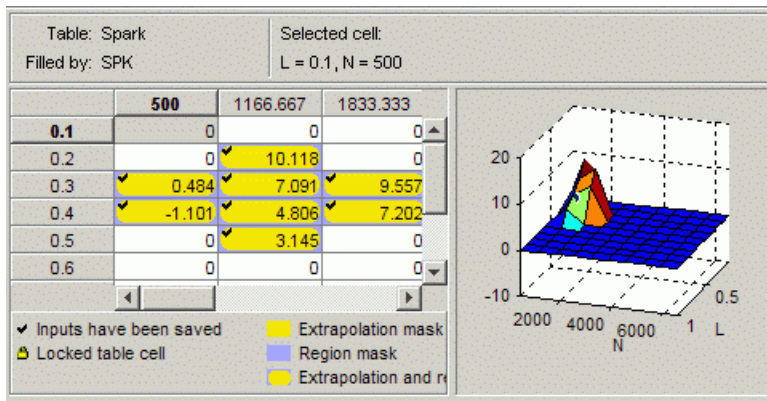 Table: Spark
Filled by: SPK
Selected cell:
L = 0.1, N = 500
500 1166.667 1833.333
0.1 0 0 0
0.2 0 10.118 0
0.3 0.484 7.091 9.557
0.4 -1.101 4.806 7.202
0.5 0 3.145 0
0.6 0 0 0
Inputs have been saved
Locked table cell
Extrapolation mask
Region mask
Extrapolation and re
20
10
0
-10
2000 4000 6000
N
1 0.5
L